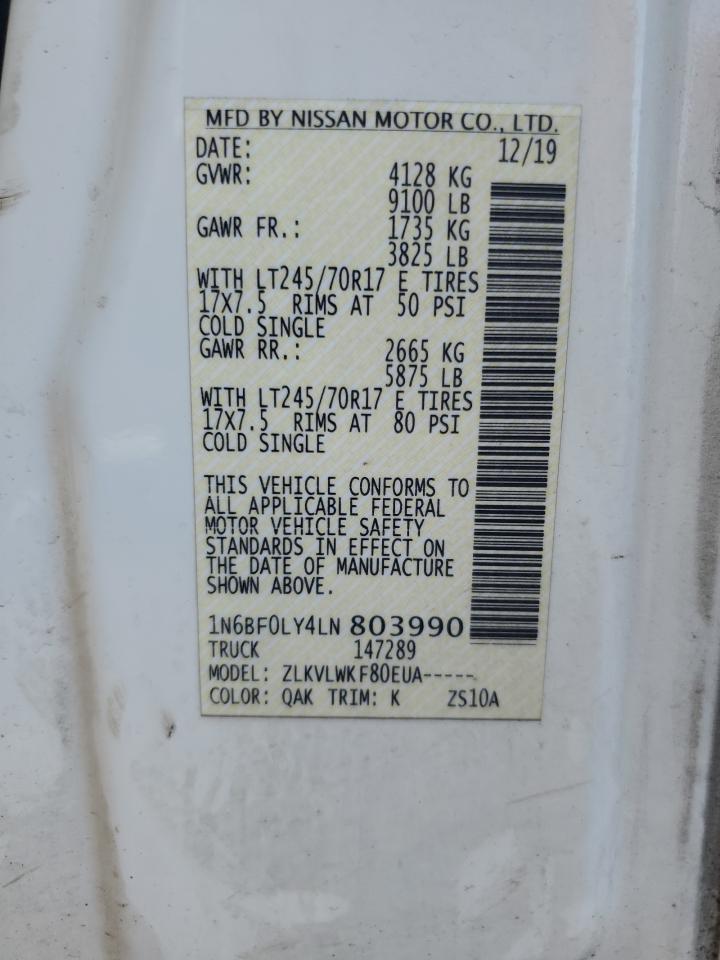 MFD BY NISSAN MOTOR CO., LTD.
DATE: 12/19
GVWR: 4128 KG
9100 LB
GAWR FR.: 1735 KG
3825 LB
WITH LT245/70R17 E TIRES
17X7.5 RIMS AT 50 PSI
COLD SINGLE
GAWR RR.: 2665 KG
5875 LB
WITH LT245/70R17 E TIRES
17X7.5 RIMS AT 80 PSI
COLD SINGLE
THIS VEHICLE CONFORMS TO
ALL APPLICABLE FEDERAL
MOTOR VEHICLE SAFETY
STANDARDS IN EFFECT ON
THE DATE OF MANUFACTURE
SHOWN ABOVE.
1N6BF0LY4LN 803990
TRUCK 147289
MODEL: ZLKVLWKF80EUA-----
COLOR: QAK TRIM: K ZS10A